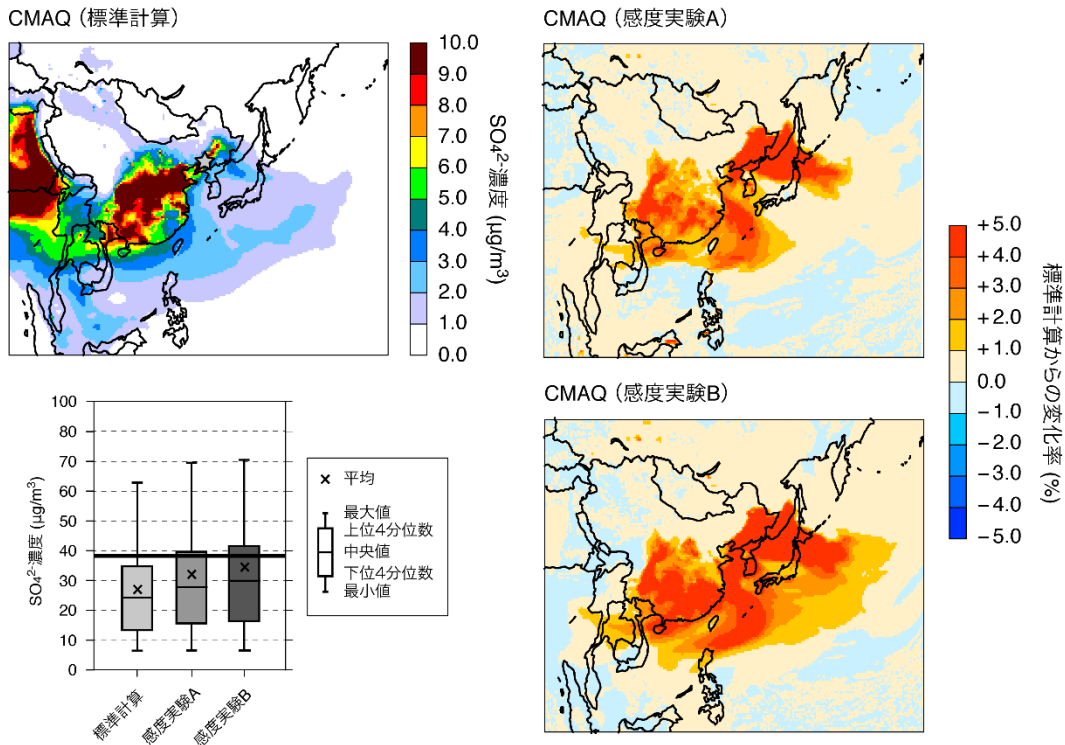 CMAQ (標準計算)
10.0
9.0
8.0
7.0
6.0
5.0
4.0
3.0
2.0
1.0
0.0
SO₄²⁻濃度 (µg/m³)
CMAQ (感度実験A)
CMAQ (感度実験B)
+5.0
+4.0
+3.0
+2.0
+1.0
0.0
−1.0
−2.0
−3.0
−4.0
−5.0
標準計算からの変化率 (%)
SO₄²⁻濃度 (µg/m³)
100
90
80
70
60
50
40
30
20
10
0
標準計算
感度実験A
感度実験B
平均
最大値
上位4分位数
中央値
下位4分位数
最小値